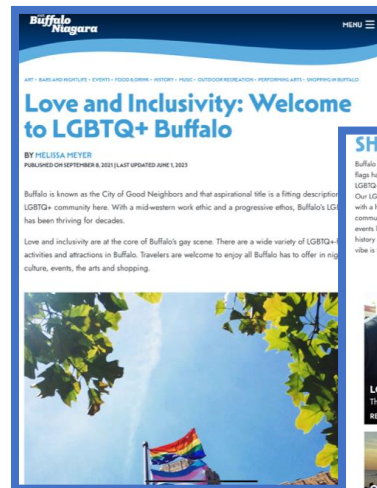 Buffalo
Niagara
MENU
ART • BARS AND NIGHTLIFE • EVENTS • FOOD & DRINK • HISTORY • MUSIC • OUTDOOR RECREATION • PERFORMING ARTS • SHOPPING IN BUFFALO
Love and Inclusivity: Welcome
to LGBTQ+ Buffalo
BY MELISSA MEYER
PUBLISHED ON SEPTEMBER 8, 2021 | LAST UPDATED JUNE 1, 2023
Buffalo is known as the City of Good Neighbors and that aspirational title is a fitting description
LGBTQ+ community here. With a mid-western work ethic and a progressive ethos, Buffalo's LG
has been thriving for decades.
Love and inclusivity are at the core of Buffalo's gay scene. There are a wide variety of LGBTQ+
activities and attractions in Buffalo. Travelers are welcome to enjoy all Buffalo has to offer in nig
culture, events, the arts and shopping.
SH
Buffalo
flags ha
LGBTQ
Our LG
with a h
commu
events
history
vibe is
LG
Th
RE